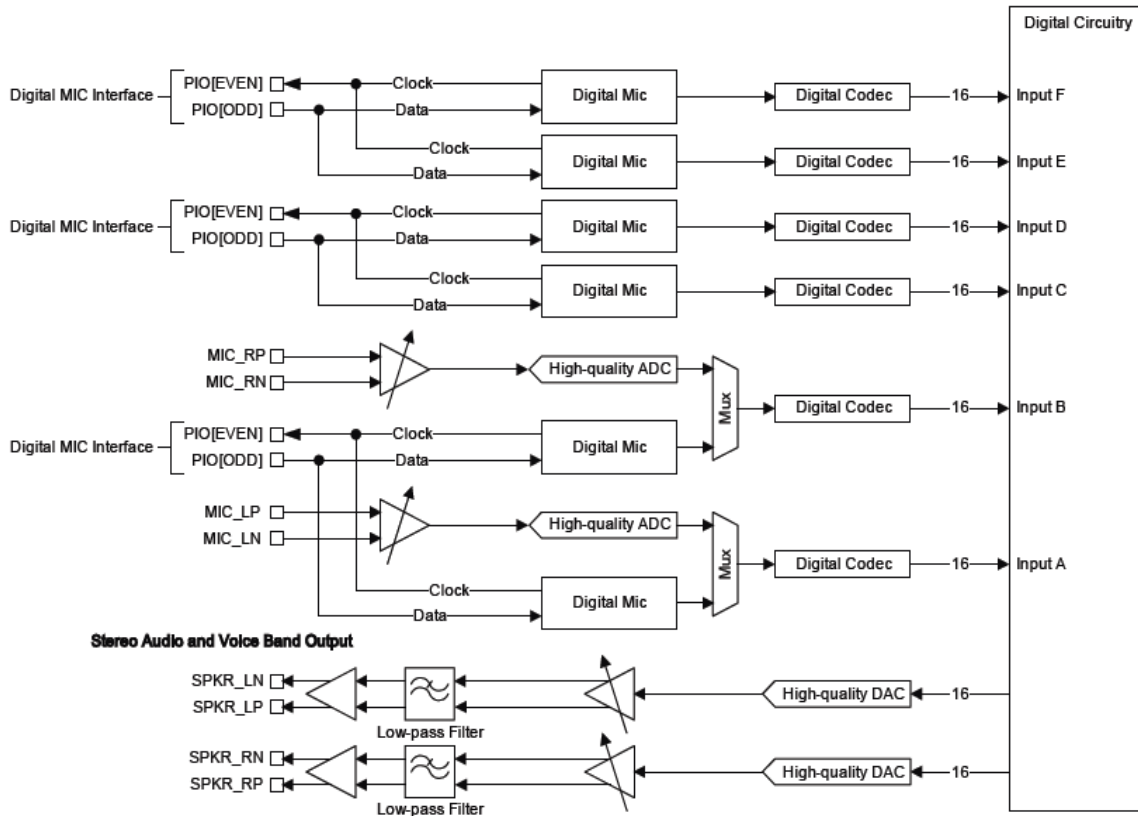 Digital Circuitry
Digital MIC Interface PIO[EVEN] Clock Digital Mic Digital Codec 16 Input F
PIO[ODD] Data
Clock Digital Mic Digital Codec 16 Input E
Data
Digital MIC Interface PIO[EVEN] Clock Digital Mic Digital Codec 16 Input D
PIO[ODD] Data
Clock Digital Mic Digital Codec 16 Input C
Data
MIC_RP High-quality ADC
MIC_RN
Mux Digital Codec 16 Input B
Digital MIC Interface PIO[EVEN] Clock Digital Mic
PIO[ODD] Data
MIC_LP High-quality ADC
MIC_LN
Mux Digital Codec 16 Input A
Clock Digital Mic
Data
Stereo Audio and Voice Band Output
SPKR_LN High-quality DAC 16
SPKR_LP
Low-pass Filter
SPKR_RN High-quality DAC 16
SPKR_RP
Low-pass Filter